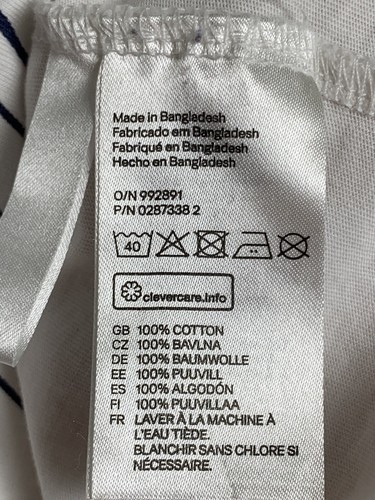 Made in Bangladesh
Fabricado em Bangladesh
Fabriqué en Bangladesh
Hecho en Bangladesh
O/N 992891
P/N 0287338 2
40
clevercare.info
GB 100% COTTON
CZ 100% BAVLNA
DE 100% BAUMWOLLE
EE 100% PUUVILL
ES 100% ALGODÓN
FI 100% PUUVILLAA
FR LAVER À LA MACHINE À
L'EAU TIÈDE.
BLANCHIR SANS CHLORE SI
NÉCESSAIRE.